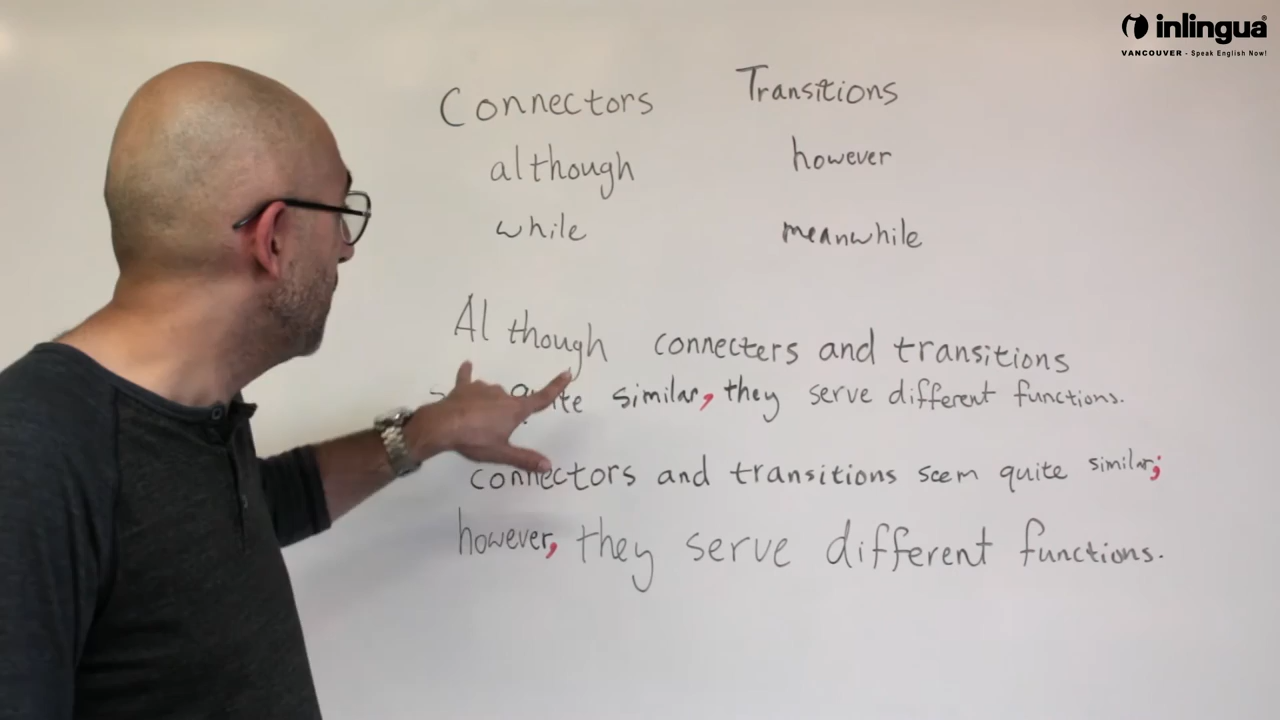 inlingua®
VANCOUVER - Speak English Now!
Connectors Transitions
although however
while meanwhile
Although connecters and transitions
similar, they serve different functions.
connectors and transitions seem quite similar;
however, they serve different functions.